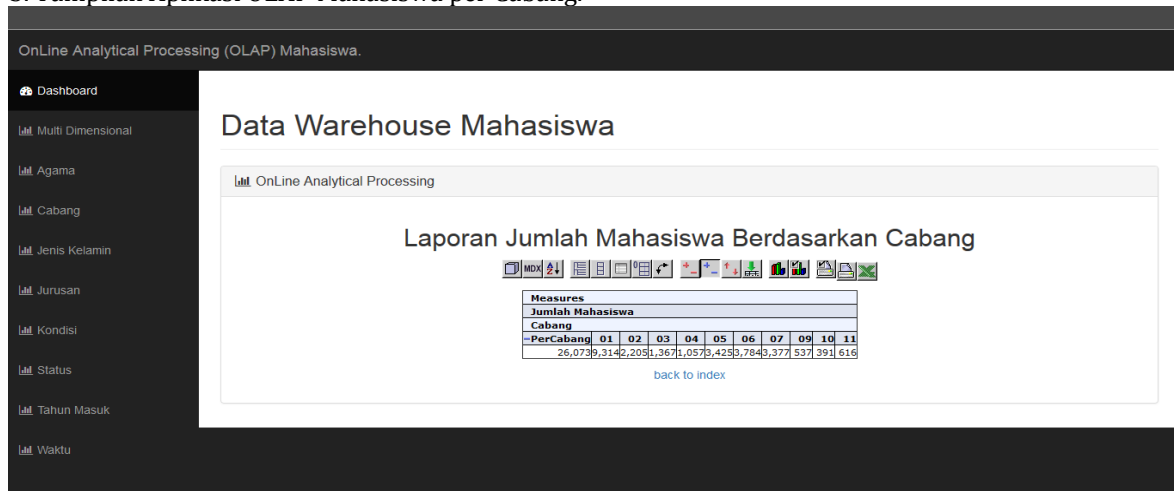 OnLine Analytical Processing (OLAP) Mahasiswa.
Dashboard
Multi Dimensional
Agama
Cabang
Jenis Kelamin
Jurusan
Kondisi
Status
Tahun Masuk
Waktu
Data Warehouse Mahasiswa
OnLine Analytical Processing
Laporan Jumlah Mahasiswa Berdasarkan Cabang
MDX
Measures
Jumlah Mahasiswa
Cabang
−PerCabang 01 02 03 04 05 06 07 09 10 11
26,073 9,314 2,205 1,367 1,057 3,425 3,784 3,377 537 391 616
back to index